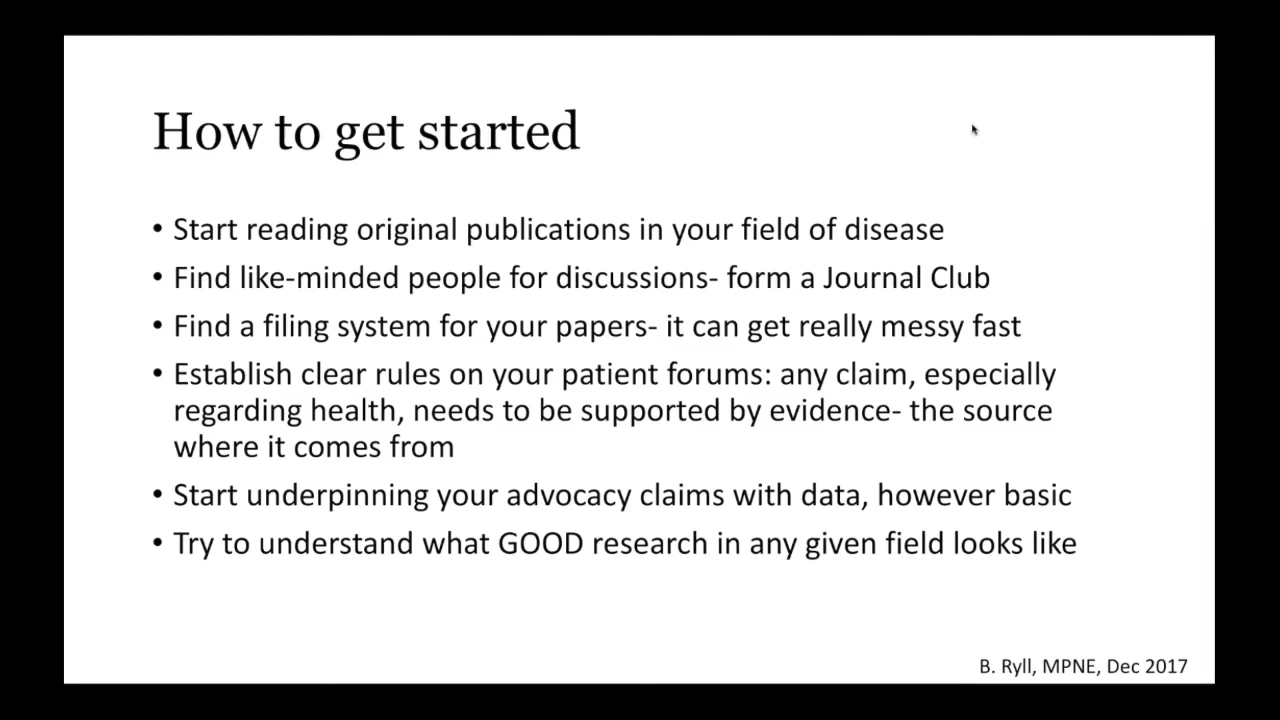 How to get started
• Start reading original publications in your field of disease
• Find like-minded people for discussions- form a Journal Club
• Find a filing system for your papers- it can get really messy fast
• Establish clear rules on your patient forums: any claim, especially
regarding health, needs to be supported by evidence- the source
where it comes from
• Start underpinning your advocacy claims with data, however basic
• Try to understand what GOOD research in any given field looks like
B. Ryll, MPNE, Dec 2017